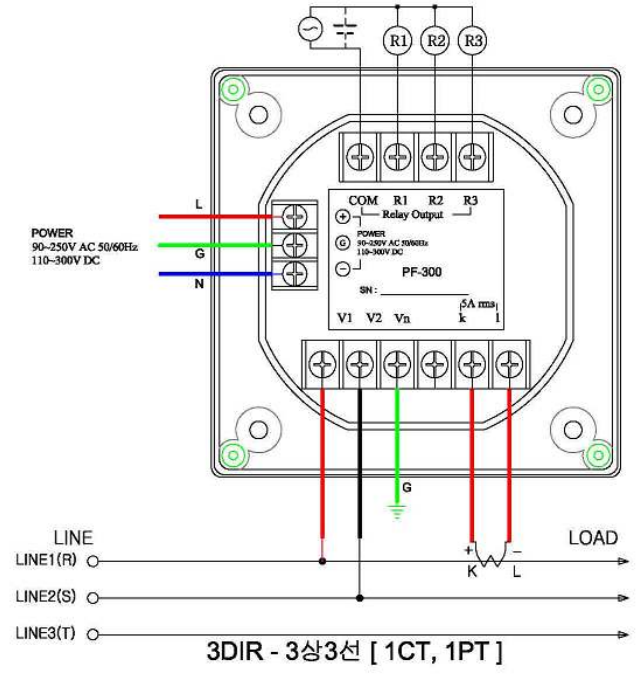 R1 R2 R3
L
POWER
90~250V AC 50/60Hz
110~300V DC
G
N
COM R1 R2 R3
Relay Output
+
POWER
G 90~250V AC 50/60Hz
110~300V DC
−
PF-300
SN :
5A rms
V1 V2 Vn k l
G
LINE LOAD
+ −
LINE1(R)
K L
LINE2(S)
LINE3(T)
3DIR - 3상3선 [ 1CT, 1PT ]